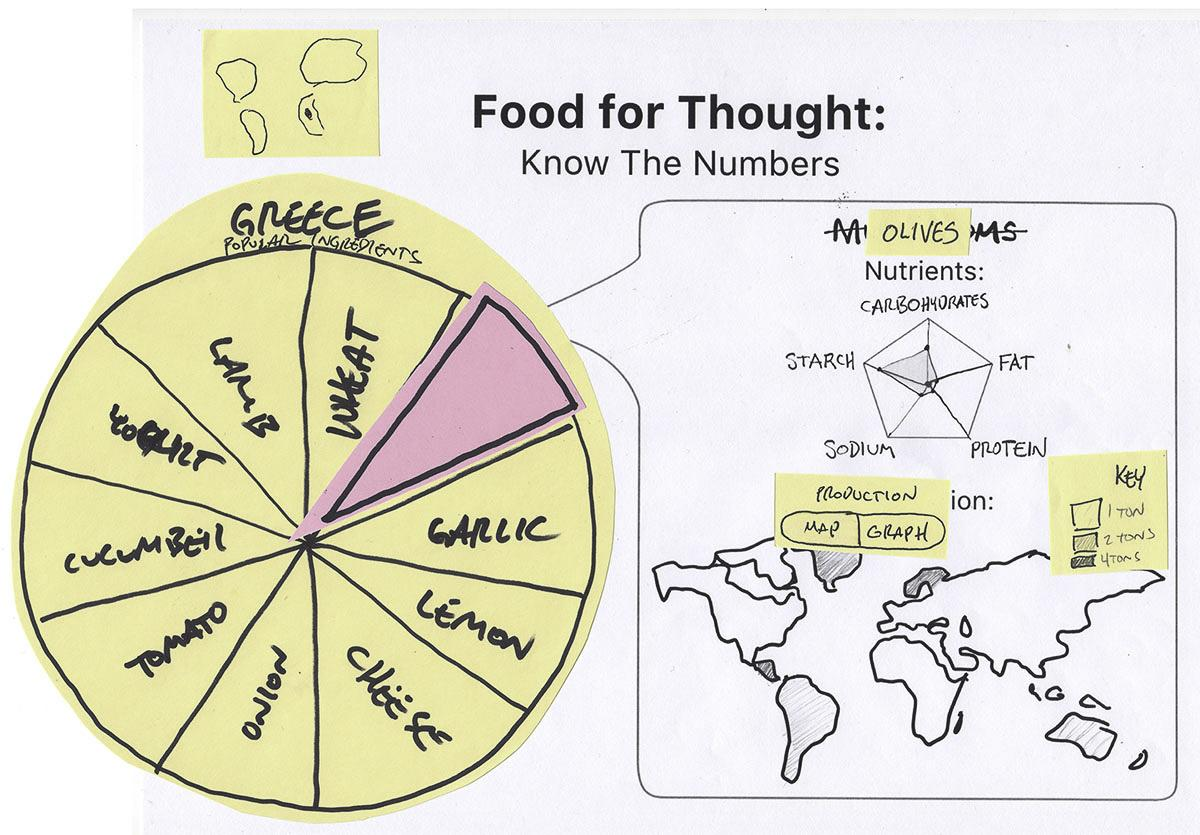 Food for Thought:
Know The Numbers
GREECE
POPULAR INGREDIENTS
LAMB
WHEAT
YOGURT
CUCUMBER
TOMATO
ONION
CHEESE
LEMON
GARLIC
OLIVES
Nutrients:
CARBOHYDRATES
STARCH
FAT
SODIUM
PROTEIN
PRODUCTION
MAP GRAPH
ion:
KEY
1 TON
2 TONS
4 TONS